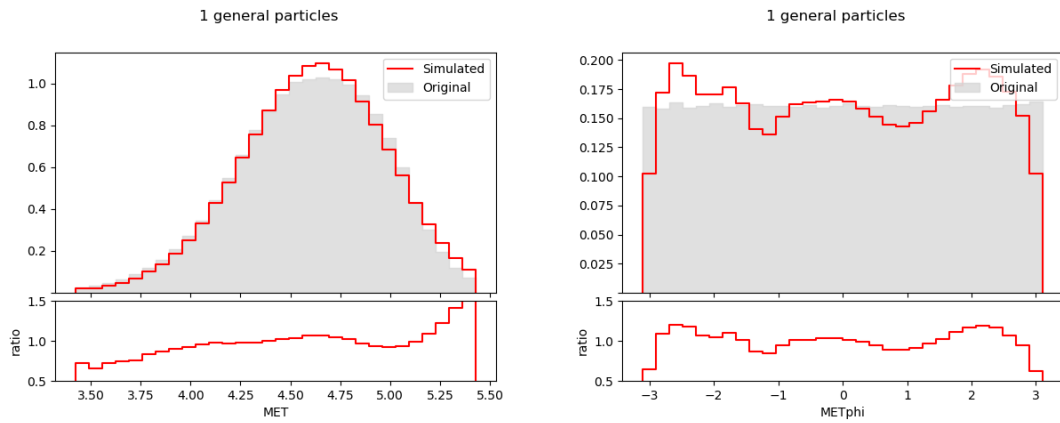 1 general particles
1.0
0.8
0.6
0.4
0.2
Simulated
Original
1.5
1.0
0.5
ratio
3.50 3.75 4.00 4.25 4.50 4.75 5.00 5.25 5.50
MET
1 general particles
0.200
0.175
0.150
0.125
0.100
0.075
0.050
0.025
Simulated
Original
1.5
1.0
0.5
ratio
−3 −2 −1 0 1 2 3
METphi